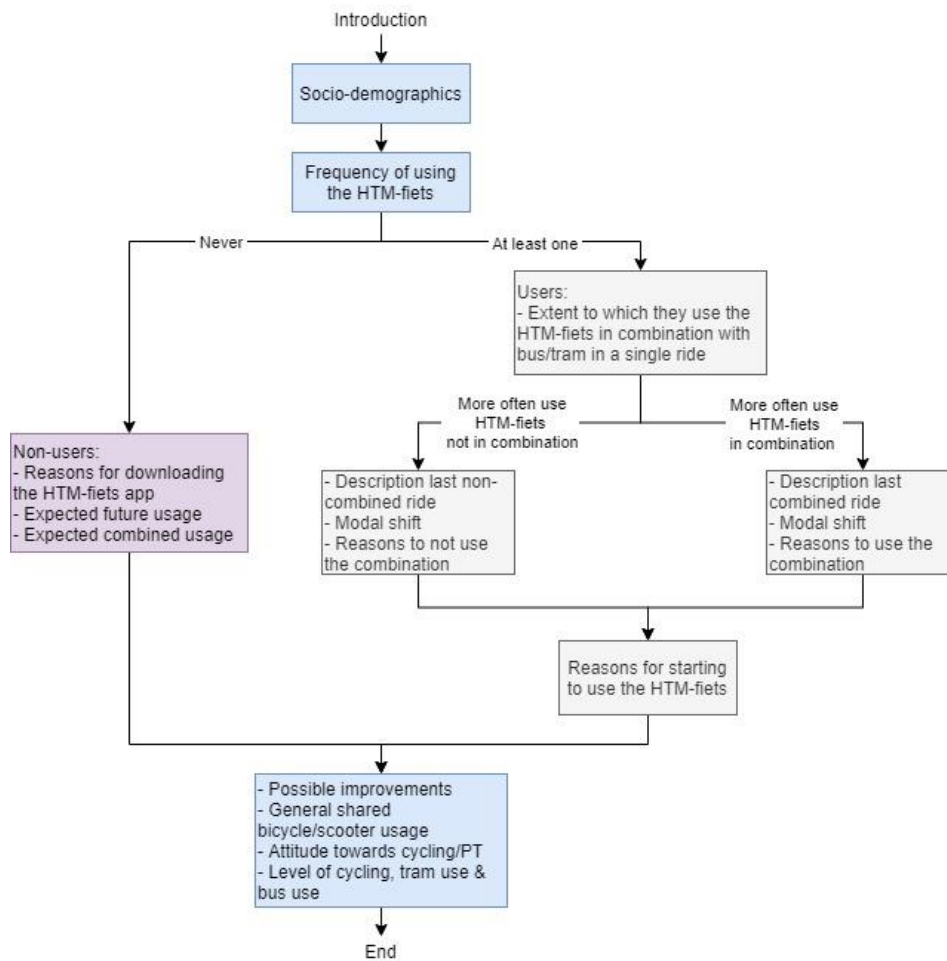 Introduction
Socio-demographics
Frequency of using
the HTM-fiets
Never
At least one
Users:
- Extent to which they use the
HTM-fiets in combination with
bus/tram in a single ride
More often use
HTM-fiets
not in combination
More often use
HTM-fiets
in combination
Non-users:
- Reasons for downloading
the HTM-fiets app
- Expected future usage
- Expected combined usage
- Description last non-
combined ride
- Modal shift
- Reasons to not use
the combination
- Description last
combined ride
- Modal shift
- Reasons to use the
combination
Reasons for starting
to use the HTM-fiets
- Possible improvements
- General shared
bicycle/scooter usage
- Attitude towards cycling/PT
- Level of cycling, tram use &
bus use
End